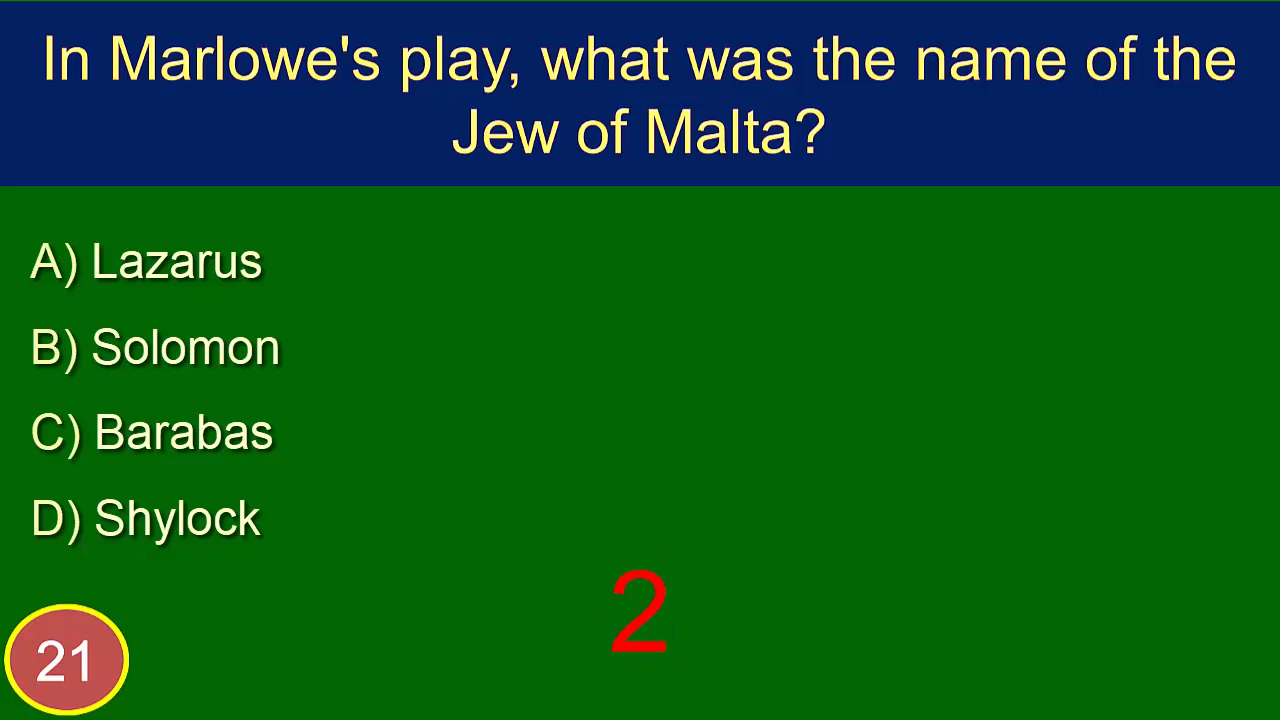 In Marlowe's play, what was the name of the
Jew of Malta?
A) Lazarus
B) Solomon
C) Barabas
D) Shylock
2
21